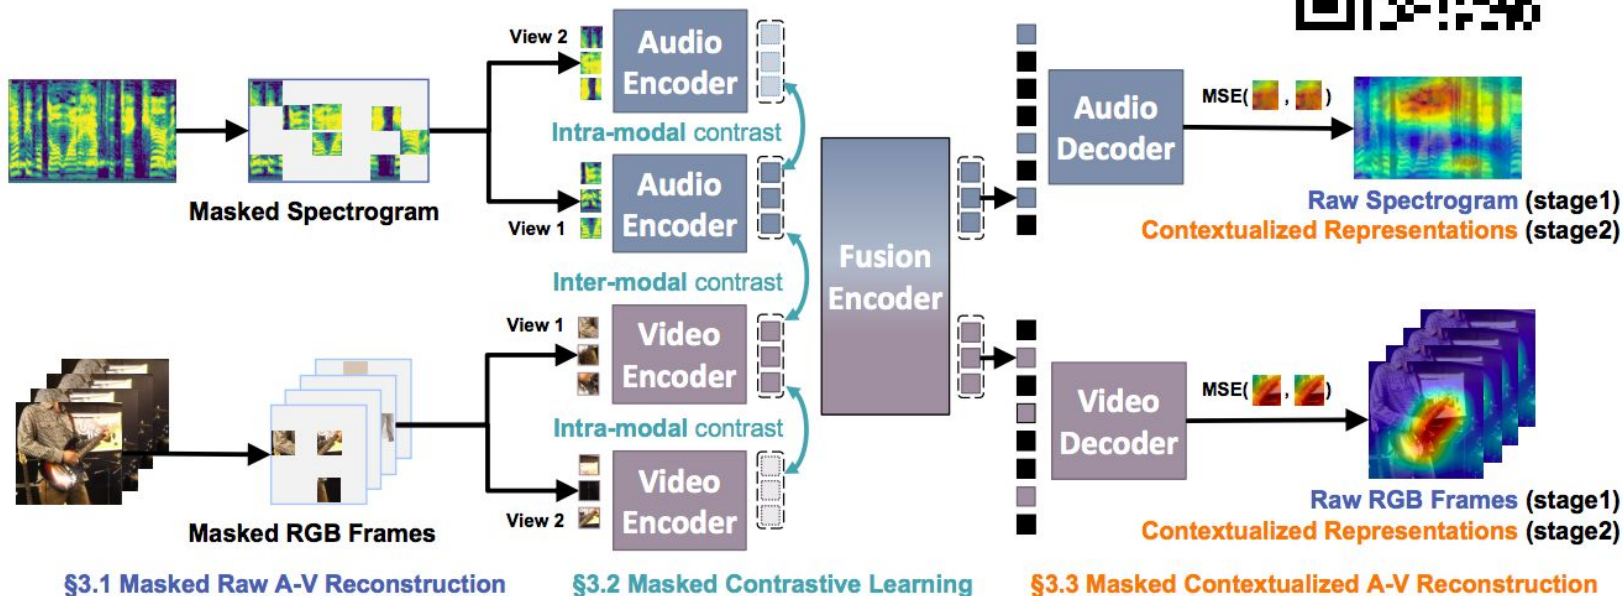 View 2
Audio
Encoder
Intra-modal contrast
Masked Spectrogram
View 1
Audio
Encoder
Inter-modal contrast
View 1
Video
Encoder
Intra-modal contrast
Masked RGB Frames
View 2
Video
Encoder
Fusion
Encoder
Audio
Decoder
MSE( , )
Raw Spectrogram (stage1)
Contextualized Representations (stage2)
Video
Decoder
MSE( , )
Raw RGB Frames (stage1)
Contextualized Representations (stage2)
§3.1 Masked Raw A-V Reconstruction
§3.2 Masked Contrastive Learning
§3.3 Masked Contextualized A-V Reconstruction